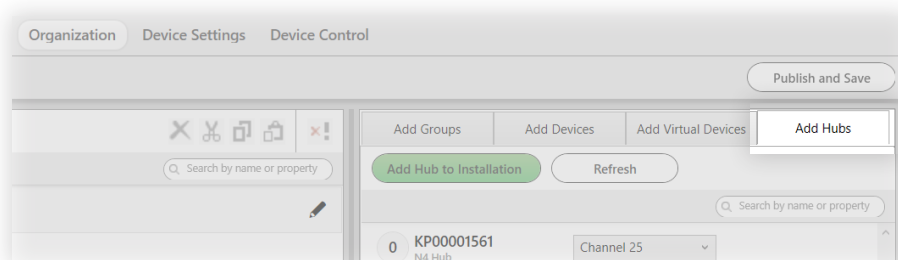 Organization Device Settings Device Control
Publish and Save
Add Groups Add Devices Add Virtual Devices Add Hubs
Add Hub to Installation Refresh
Search by name or property
Search by name or property
0 KP00001561 Channel 25
N4 Hub